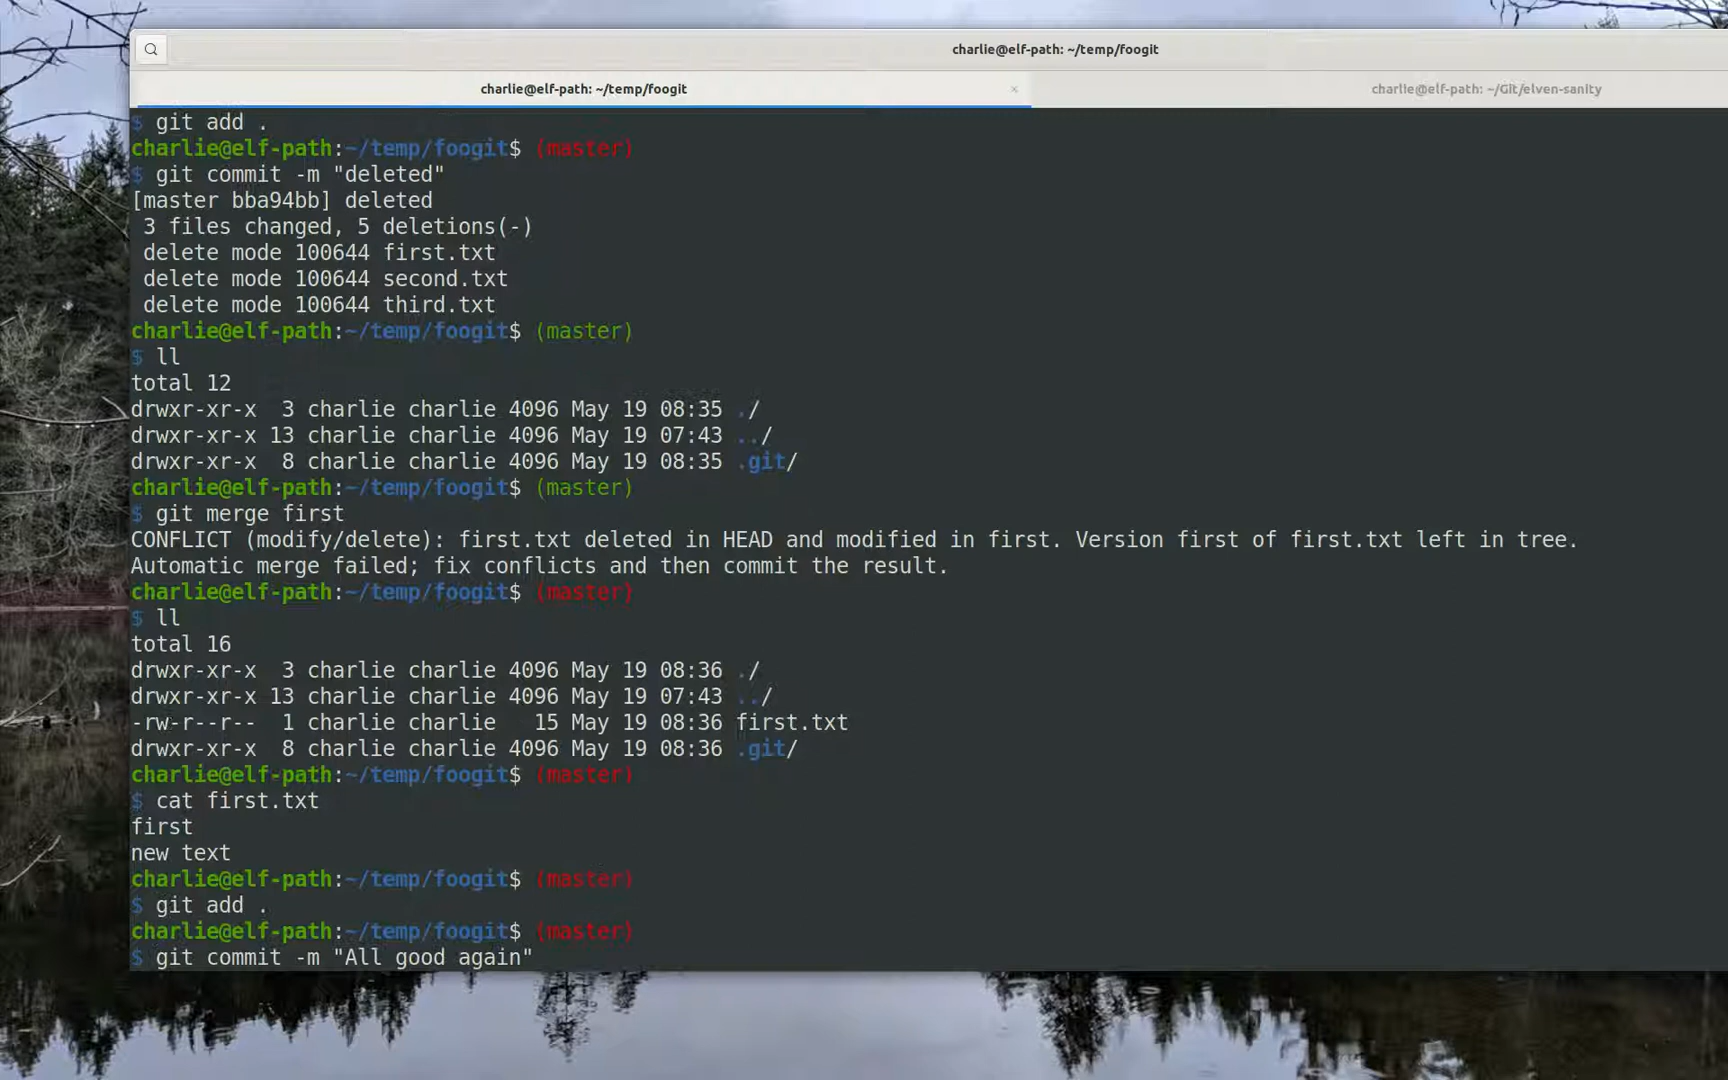 charlie@elf-path: ~/temp/foogit
charlie@elf-path: ~/temp/foogit ×
charlie@elf-path: ~/Git/elven-sanity
$ git add .
charlie@elf-path:~/temp/foogit$ (master)
$ git commit -m "deleted"
[master bba94bb] deleted
 3 files changed, 5 deletions(-)
 delete mode 100644 first.txt
 delete mode 100644 second.txt
 delete mode 100644 third.txt
charlie@elf-path:~/temp/foogit$ (master)
$ ll
total 12
drwxr-xr-x  3 charlie charlie 4096 May 19 08:35 ./
drwxr-xr-x 13 charlie charlie 4096 May 19 07:43 ../
drwxr-xr-x  8 charlie charlie 4096 May 19 08:35 .git/
charlie@elf-path:~/temp/foogit$ (master)
$ git merge first
CONFLICT (modify/delete): first.txt deleted in HEAD and modified in first. Version first of first.txt left in tree.
Automatic merge failed; fix conflicts and then commit the result.
charlie@elf-path:~/temp/foogit$ (master)
$ ll
total 16
drwxr-xr-x  3 charlie charlie 4096 May 19 08:36 ./
drwxr-xr-x 13 charlie charlie 4096 May 19 07:43 ../
-rw-r--r--  1 charlie charlie   15 May 19 08:36 first.txt
drwxr-xr-x  8 charlie charlie 4096 May 19 08:36 .git/
charlie@elf-path:~/temp/foogit$ (master)
$ cat first.txt
first
new text
charlie@elf-path:~/temp/foogit$ (master)
$ git add .
charlie@elf-path:~/temp/foogit$ (master)
$ git commit -m "All good again"